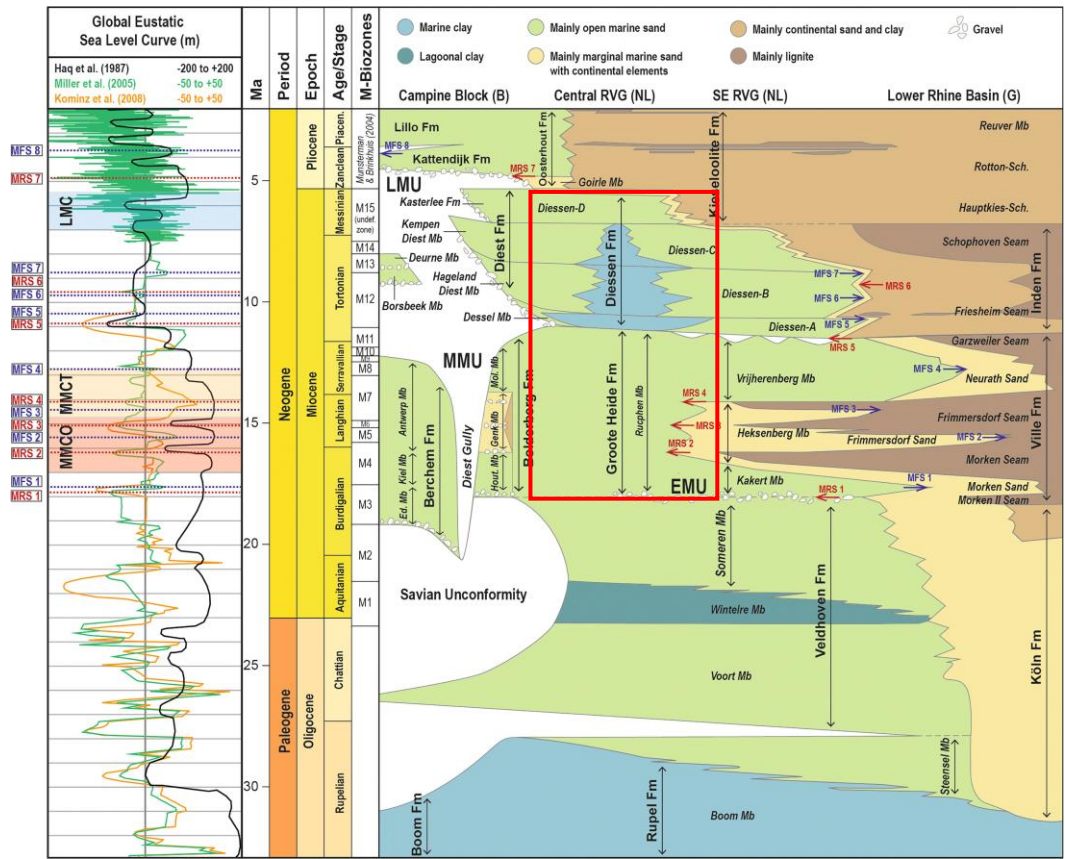 Global Eustatic
Sea Level Curve (m)
Haq et al. (1987) -200 to +200
Miller et al. (2005) -50 to +50
Kominz et al. (2008) -50 to +50
Ma
Period
Epoch
Age/Stage
M-Biozones
Marine clay
Lagoonal clay
Mainly open marine sand
Mainly marginal marine sand
with continental elements
Mainly continental sand and clay
Mainly lignite
Gravel
Campine Block (B)
Central RVG (NL)
SE RVG (NL)
Lower Rhine Basin (G)
MFS 8
MRS 7
LMC
MFS 7
MRS 6
MFS 6
MFS 5
MRS 5
MFS 4
MMCT
MRS 4
MFS 3
MRS 3
MFS 2
MMCO
MRS 2
MFS 1
MRS 1
5
10
15
20
25
30
Neogene
Paleogene
Pliocene
Miocene
Oligocene
Piacen.
Zanclean
Messinian
Tortonian
Serravallian
Langhian
Burdigalian
Aquitanian
Chattian
Rupelian
Munsterman
& Brinkhuis (2004)
M15
(undef.
zone)
M14
M13
M12
M11
M10
M8
M7
M6
M5
M4
M3
M2
M1
Lillo Fm
MFS 8
Kattendijk Fm
MRS 7
LMU
Kasterlee Fm
Kempen
Diest Mb
Deurne Mb
Hageland
Diest Mb
Borsbeek Mb
Dessel Mb
Diest Fm
MMU
Antwerp Mb
Kiel Mb
Ed. Mb
Berchem Fm
Diest Gully
Mol. Mb
Genk Mb
Hout. Mb
Bolderberg Fm
Savian Unconformity
Boom Fm
Oosterhout Fm
Goirle Mb
Kieseloolite Fm
Reuver Mb
Rotton-Sch.
Hauptkies-Sch.
Diessen-D
Diessen Fm
Diessen-C
Diessen-B
Diessen-A
MFS 7
MRS 6
MFS 6
MFS 5
MRS 5
Schophoven Seam
Friesheim Seam
Inden Fm
Garzweiler Seam
MFS 4
Neurath Sand
Groote Heide Fm
Rucphen Mb
Vrijherenberg Mb
MRS 4
MFS 3
Frimmersdorf Seam
MRS 3
Heksenberg Mb
MFS 2
Frimmersdorf Sand
MRS 2
Morken Seam
Ville Fm
Kakert Mb
EMU
MFS 1
Morken Sand
MRS 1
Morken II Seam
Someren Mb
Wintelre Mb
Veldhoven Fm
Voort Mb
Köln Fm
Steensel Mb
Rupel Fm
Boom Mb